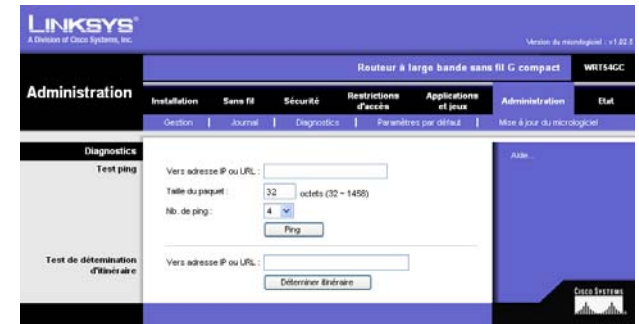 LINKSYS®
A Division of Cisco Systems, Inc.
Version du micrologiciel : v1.02.5
Routeur à large bande sans fil G compact WRT54GC
Administration
Installation Sans fil Sécurité Restrictions d'accès Applications et jeux Administration Etat
Gestion | Journal | Diagnostics | Paramètres par défaut | Mise à jour du micrologiciel
Diagnostics
Aide...
Test ping
Vers adresse IP ou URL :
Taille du paquet : 32 octets (32 ~ 1458)
Nb. de ping : 4
Ping
Test de détemination d'itinéraire
Vers adresse IP ou URL :
Déterminer itinéraire
CISCO SYSTEMS